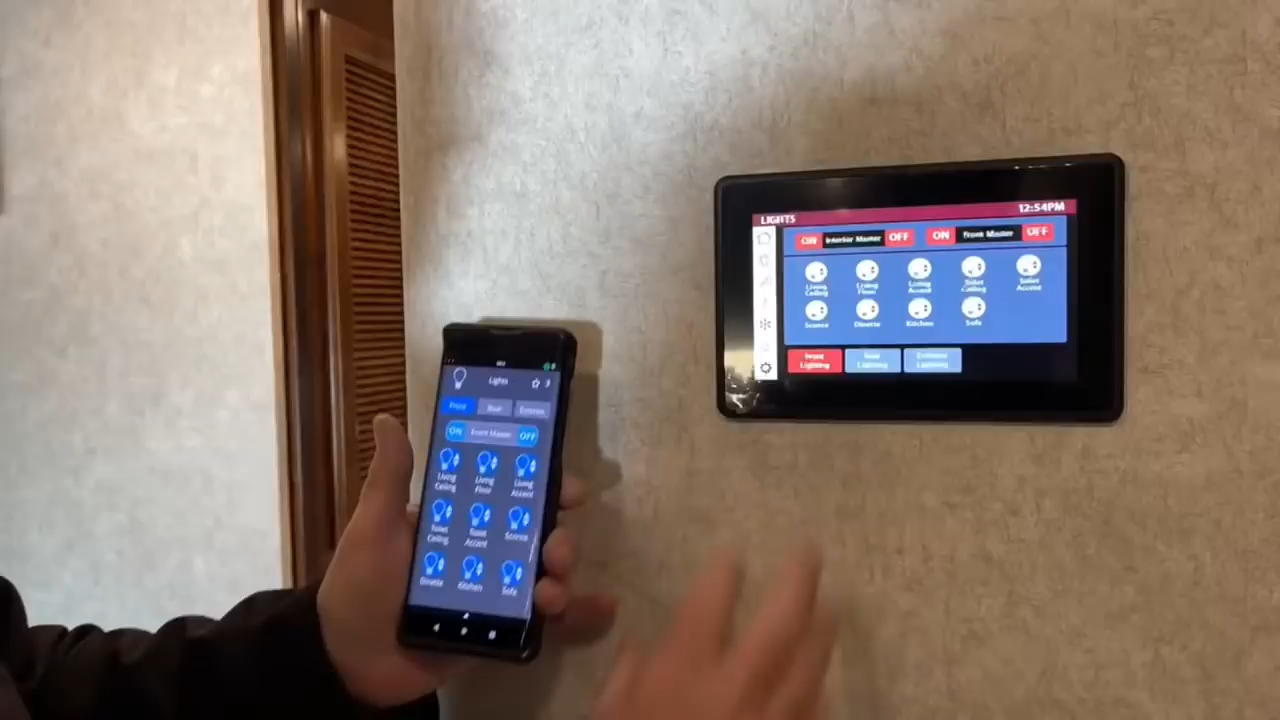 LIGHTS 12:54PM
ON Interior Master OFF ON Front Master OFF
Living Ceiling
Living Floor
Living Accent
Toilet Ceiling
Toilet Accent
Sconce
Dinette
Kitchen
Sofa
Front Lighting
Rear Lighting
Exterior Lighting
Lights
Front Rear Exterior
ON Front Master OFF
Living Ceiling
Living Floor
Living Accent
Toilet Ceiling
Toilet Accent
Sconce
Dinette
Kitchen
Sofa